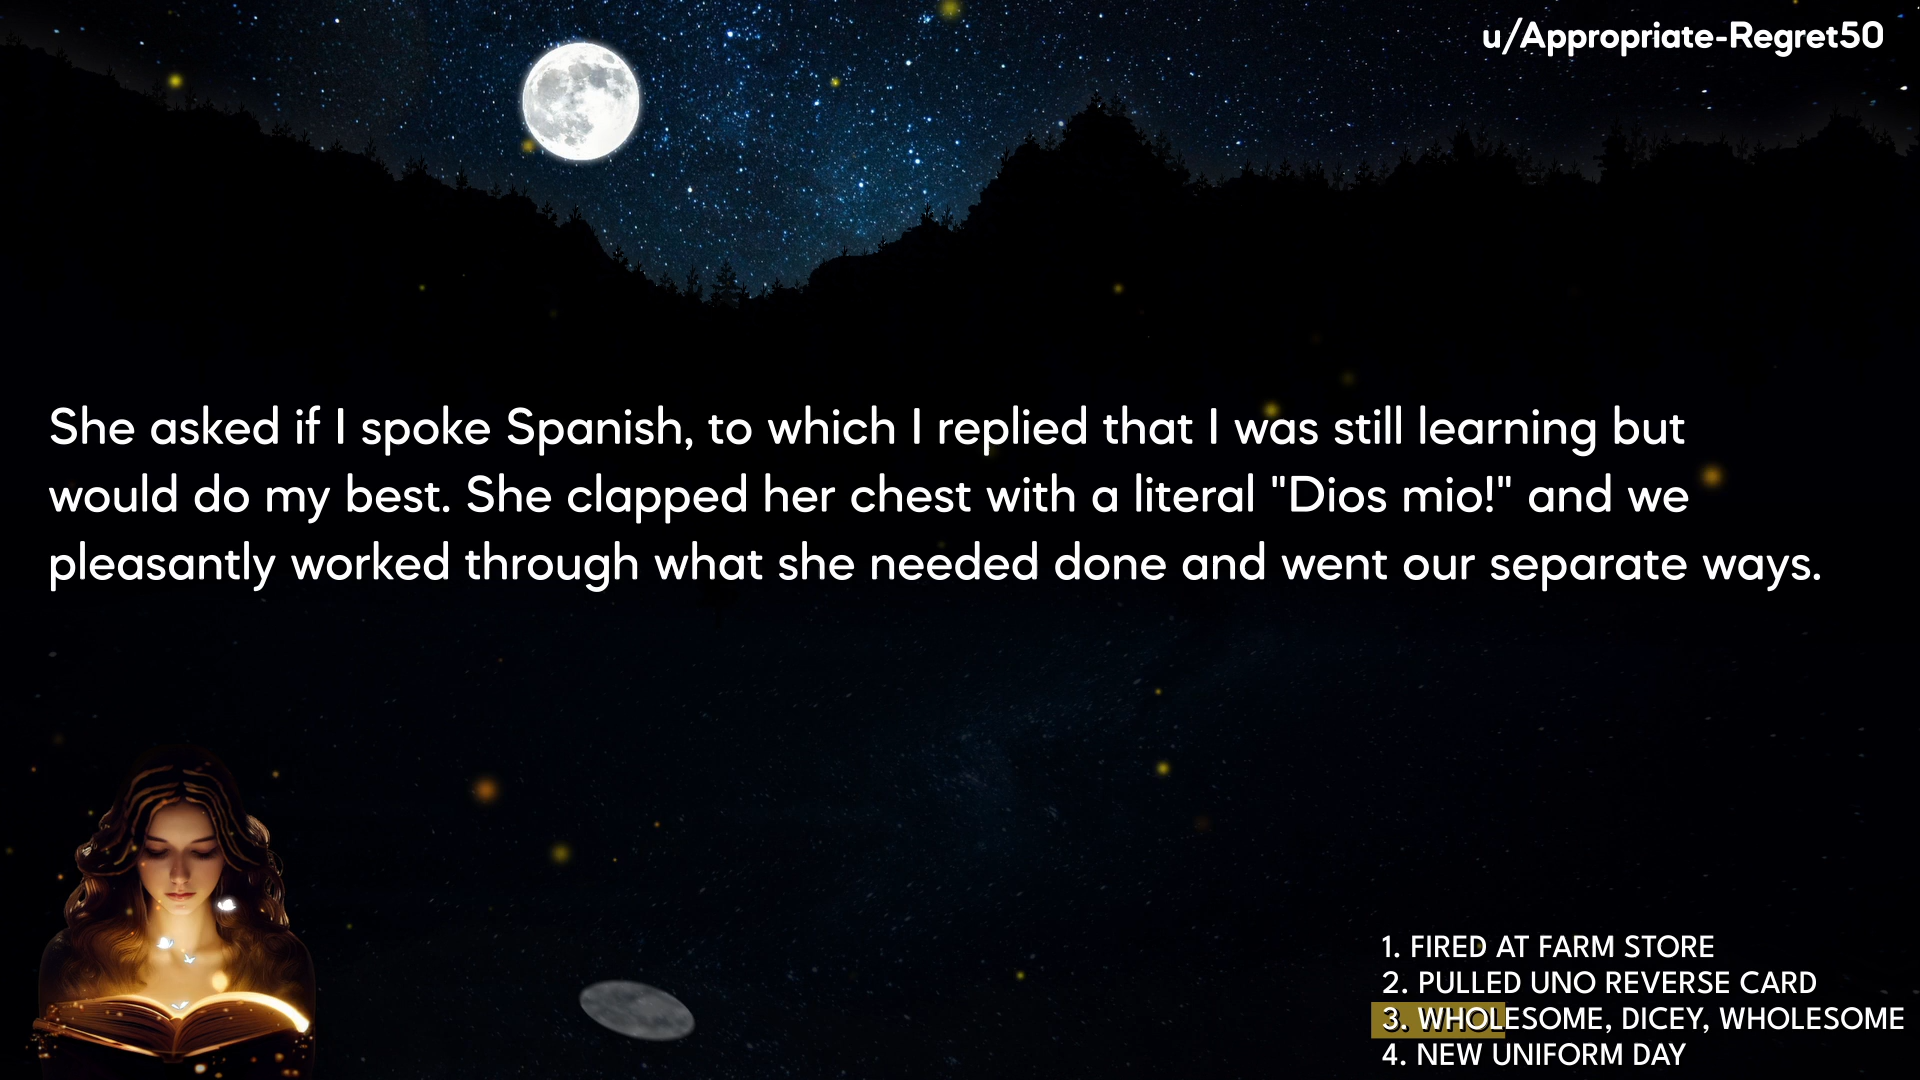 u/Appropriate-Regret50
She asked if I spoke Spanish, to which I replied that I was still learning but
would do my best. She clapped her chest with a literal "Dios mio!" and we
pleasantly worked through what she needed done and went our separate ways.
1. FIRED AT FARM STORE
2. PULLED UNO REVERSE CARD
3. WHOLESOME, DICEY, WHOLESOME
4. NEW UNIFORM DAY